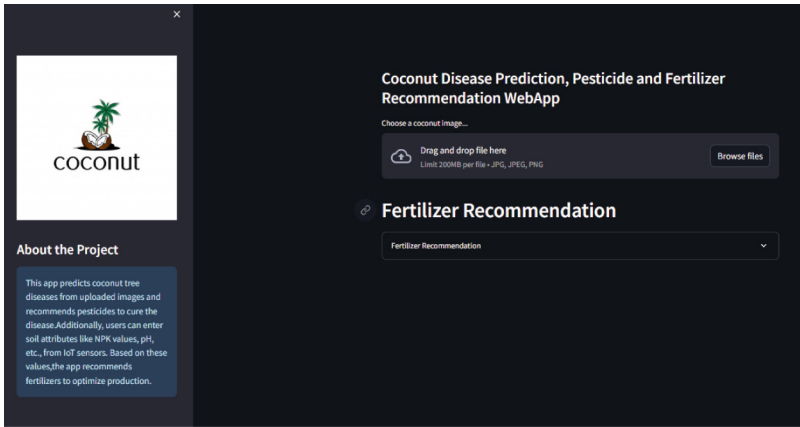 coconut
About the Project
This app predicts coconut tree
diseases from uploaded images and
recommends pesticides to cure the
disease.Additionally, users can enter
soil attributes like NPK values, pH,
etc., from IoT sensors. Based on these
values,the app recommends
fertilizers to optimize production.
Coconut Disease Prediction, Pesticide and Fertilizer
Recommendation WebApp
Choose a coconut image...
Drag and drop file here
Limit 200MB per file • JPG, JPEG, PNG
Browse files
Fertilizer Recommendation
Fertilizer Recommendation